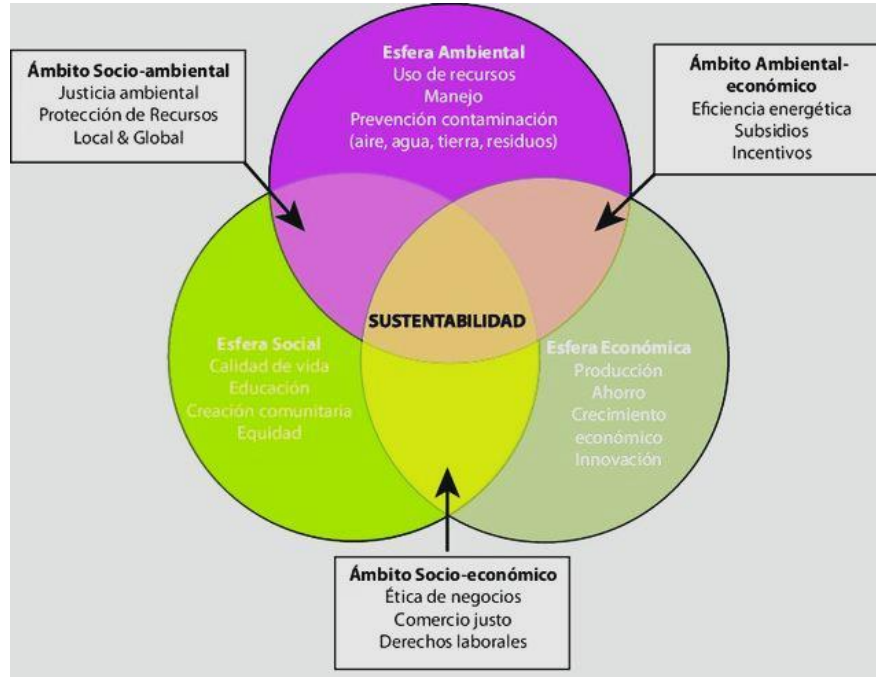 Esfera Ambiental
Uso de recursos
Manejo
Prevención contaminación
(aire, agua, tierra, residuos)
Ámbito Socio-ambiental
Justicia ambiental
Protección de Recursos
Local & Global
Ámbito Ambiental-
económico
Eficiencia energética
Subsidios
Incentivos
SUSTENTABILIDAD
Esfera Social
Calidad de vida
Educación
Creación comunitaria
Equidad
Esfera Económica
Producción
Ahorro
Crecimiento
económico
Innovación
Ámbito Socio-económico
Ética de negocios
Comercio justo
Derechos laborales